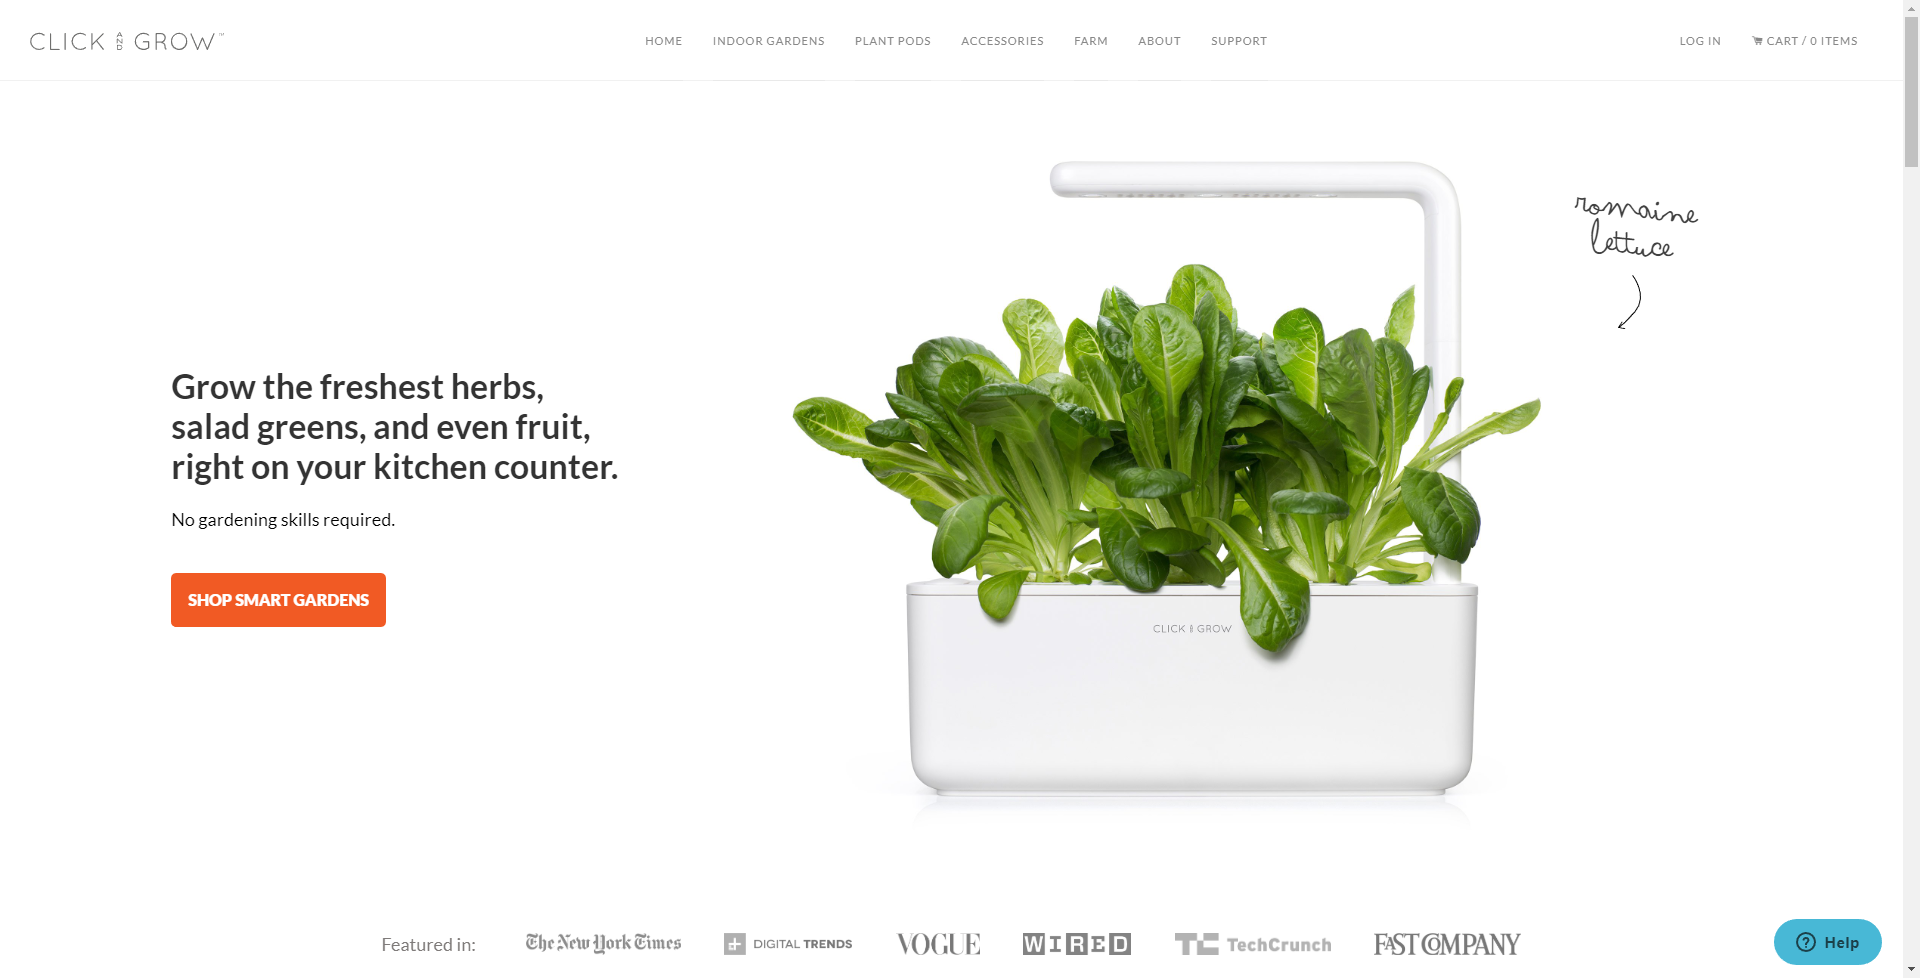 CLICK AND GROW™
HOME
INDOOR GARDENS
PLANT PODS
ACCESSORIES
FARM
ABOUT
SUPPORT
LOG IN
CART / 0 ITEMS
romaine
lettuce
Grow the freshest herbs,
salad greens, and even fruit,
right on your kitchen counter.
No gardening skills required.
SHOP SMART GARDENS
CLICK AND GROW
Featured in:
The New York Times
DIGITAL TRENDS
VOGUE
WIRED
TC TechCrunch
FAST COMPANY
? Help